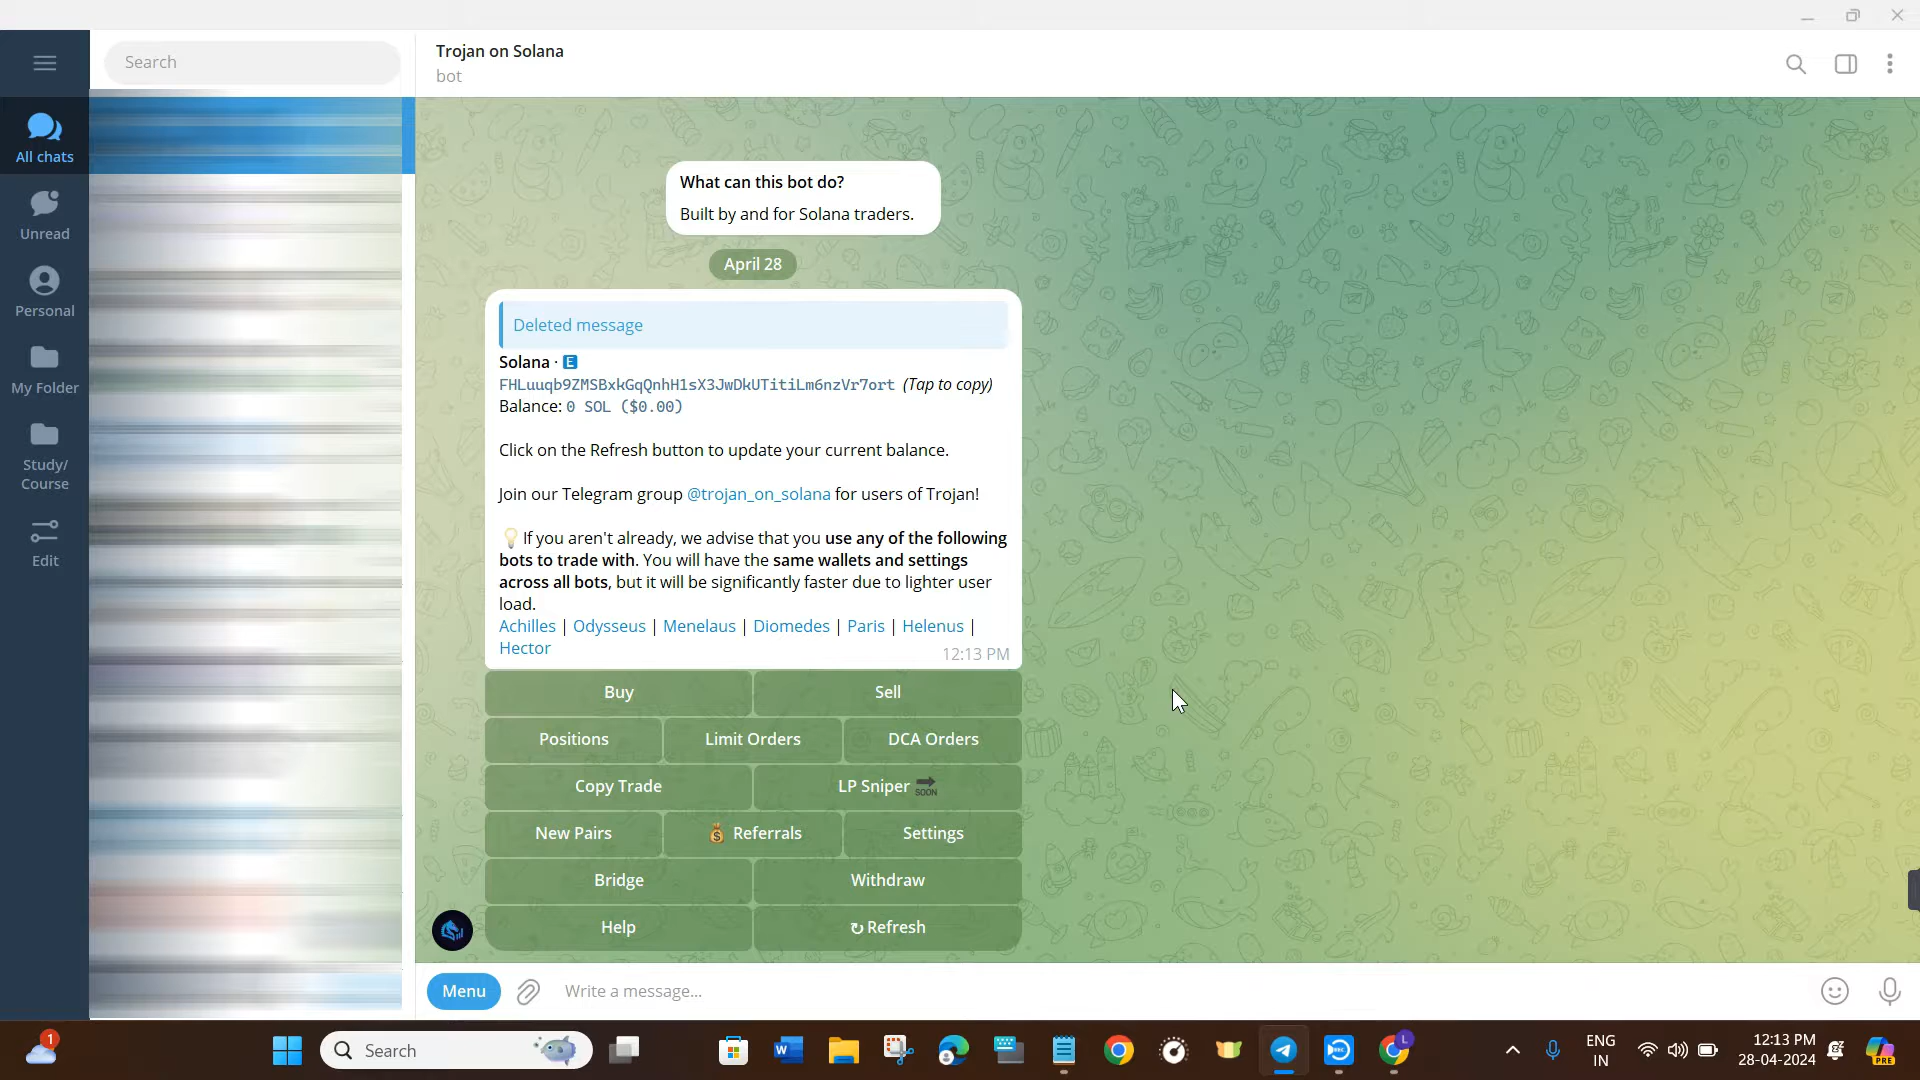 Search
Trojan on Solana
bot
All chats
Unread
Personal
My Folder
Study/
Course
Edit
What can this bot do?
Built by and for Solana traders.
April 28
Deleted message
Solana · E
FHLuuqb9ZMSBxkGqQnhH1sX3JwDkUTitiLm6nzVr7ort (Tap to copy)
Balance: 0 SOL ($0.00)
Click on the Refresh button to update your current balance.
Join our Telegram group @trojan_on_solana for users of Trojan!
💡If you aren't already, we advise that you use any of the following
bots to trade with. You will have the same wallets and settings
across all bots, but it will be significantly faster due to lighter user
load.
Achilles | Odysseus | Menelaus | Diomedes | Paris | Helenus |
Hector
12:13 PM
Buy
Sell
Positions
Limit Orders
DCA Orders
Copy Trade
LP Sniper SOON
New Pairs
💰 Referrals
Settings
Bridge
Withdraw
Help
↻ Refresh
Menu
Write a message...
1
Search
W
REC
L
ENG
IN
12:13 PM
28-04-2024
PRE